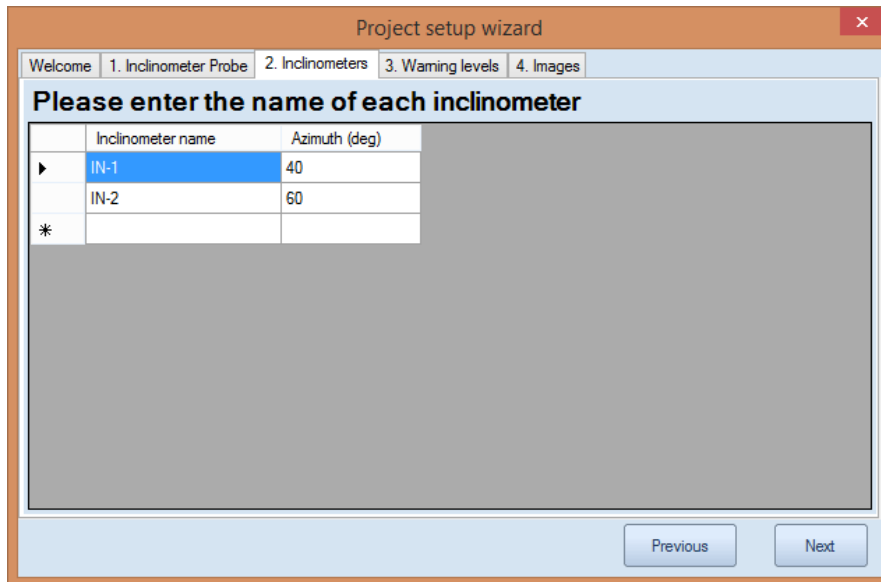 Project setup wizard
Welcome 1. Inclinometer Probe 2. Inclinometers 3. Warning levels 4. Images
Please enter the name of each inclinometer
Inclinometer name Azimuth (deg)
IN-1 40
IN-2 60
Previous Next